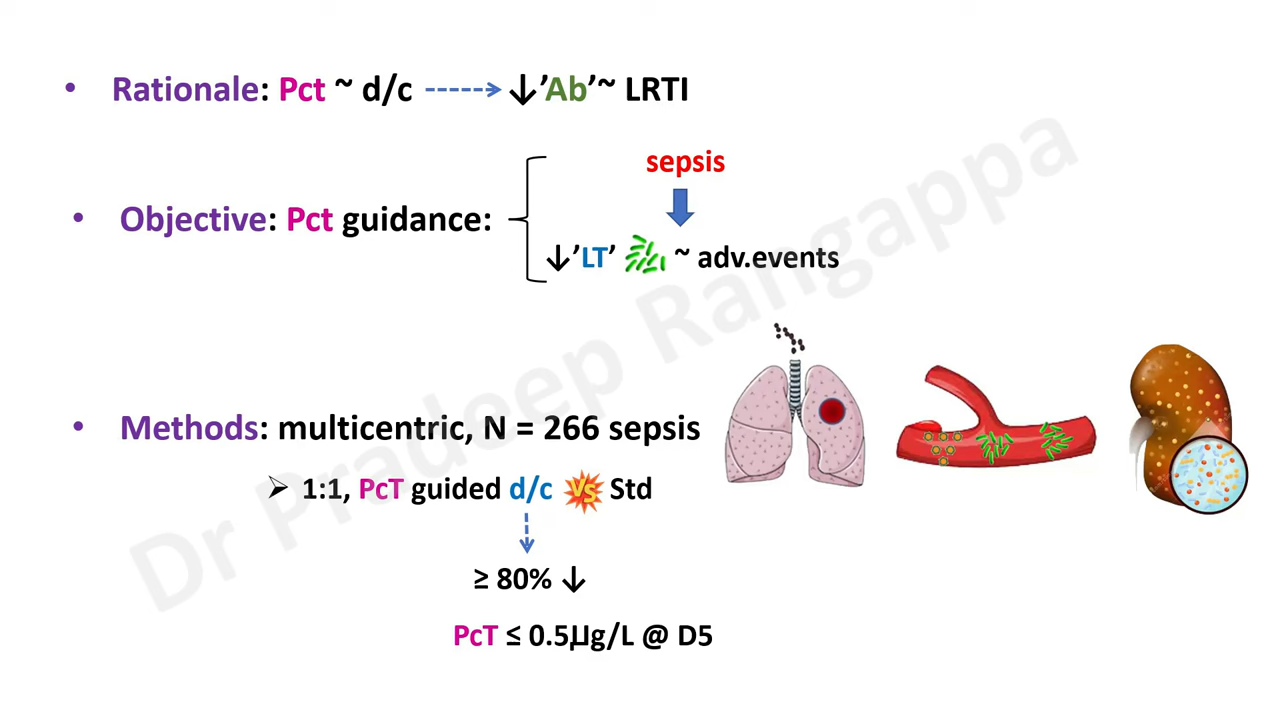 • Rationale: Pct ~ d/c -----> ↓’Ab’~ LRTI
sepsis
• Objective: Pct guidance:
↓’LT’ ~ adv.events
• Methods: multicentric, N = 266 sepsis
➢ 1:1, PcT guided d/c VS Std
≥ 80% ↓
PcT ≤ 0.5µg/L @ D5
Dr Pradeep Rangappa